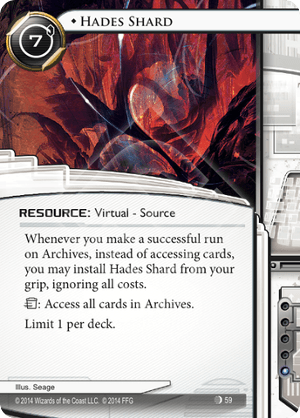 7
• Hades Shard
RESOURCE: Virtual - Source
Whenever you make a successful run
on Archives, instead of accessing cards,
you may install Hades Shard from your
grip, ignoring all costs.
: Access all cards in Archives.
Limit 1 per deck.
Illus. Seage
© 2014 Wizards of the Coast LLC. © 2014 FFG
59